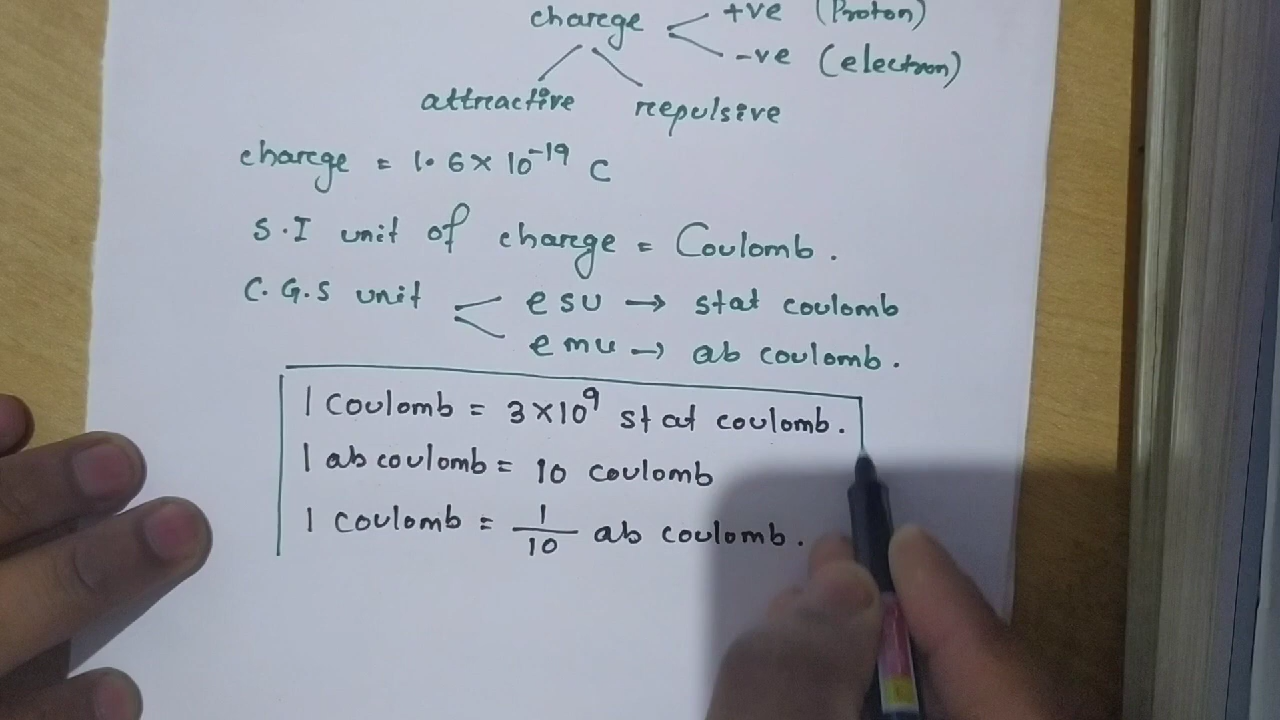 charge +ve (Proton)
-ve (electron)
attractive repulsive
charge = 1.6 × 10⁻¹⁹ C
S.I unit of charge = Coulomb.
C.G.S unit esu → stat coulomb
emu → ab coulomb.
1 Coulomb = 3×10⁹ stat coulomb.
1 ab coulomb = 10 coulomb
1 coulomb = 1/10 ab coulomb.